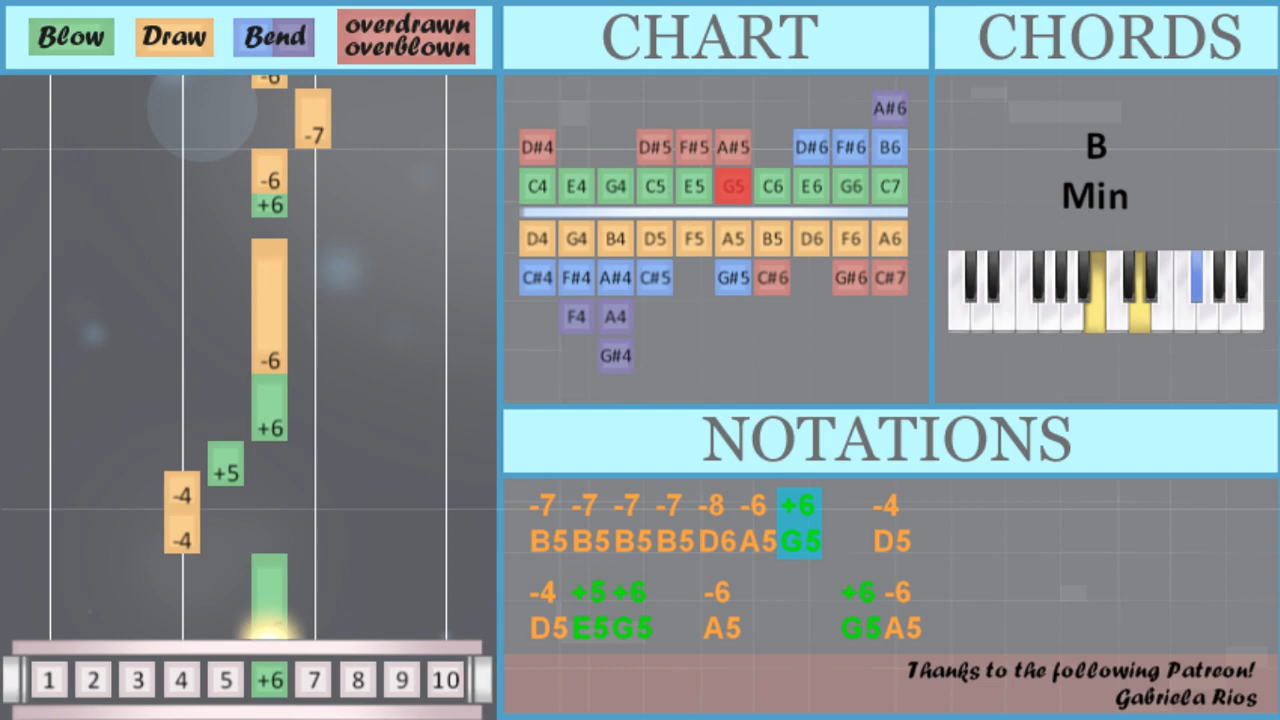 Blow
Draw
Bend
overdrawn
overblown
CHART
CHORDS
-6
-7
-6
+6
-6
+6
+5
-4
-4
1 2 3 4 5 +6 7 8 9 10
A#6
D#4 D#5 F#5 A#5 D#6 F#6 B6
C4 E4 G4 C5 E5 G5 C6 E6 G6 C7
D4 G4 B4 D5 F5 A5 B5 D6 F6 A6
C#4 F#4 A#4 C#5 G#5 C#6 G#6 C#7
F4 A4
G#4
B
Min
NOTATIONS
-7 -7 -7 -7 -8 -6 +6 -4
B5 B5 B5 B5 D6 A5 G5 D5
-4 +5 +6 -6 +6 -6
D5 E5 G5 A5 G5 A5
Thanks to the following Patreon!
Gabriela Rios